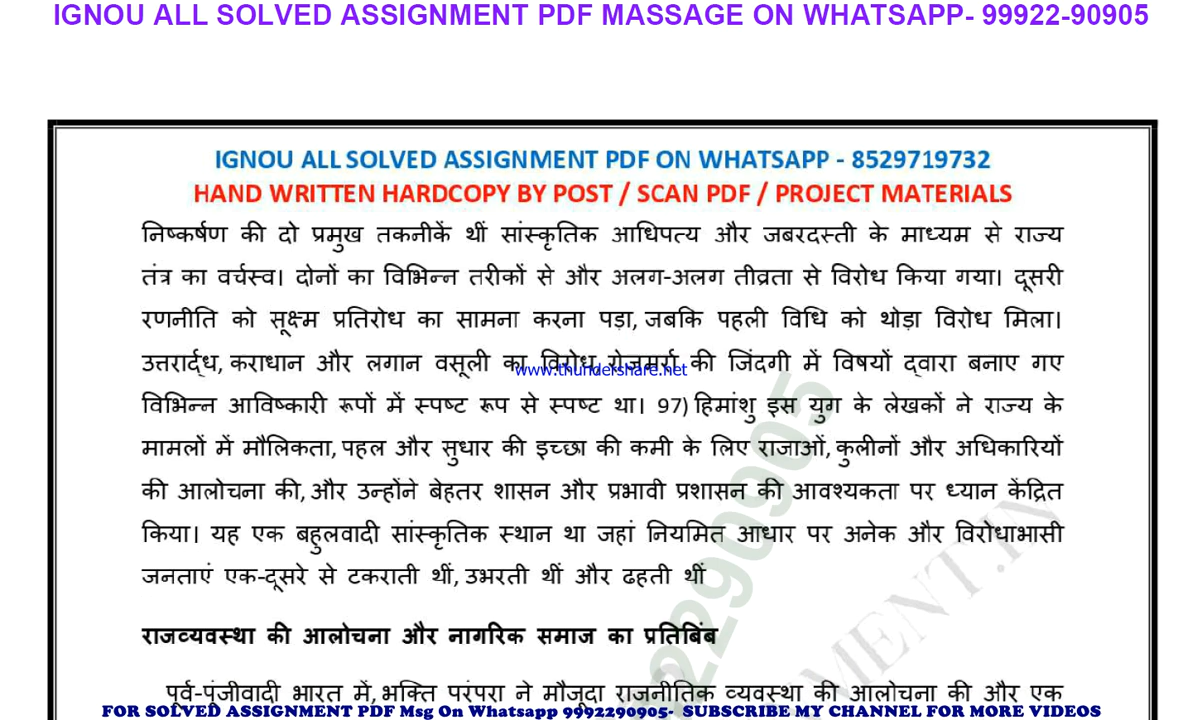 IGNOU ALL SOLVED ASSIGNMENT PDF MASSAGE ON WHATSAPP- 99922-90905
IGNOU ALL SOLVED ASSIGNMENT PDF ON WHATSAPP - 8529719732
HAND WRITTEN HARDCOPY BY POST / SCAN PDF / PROJECT MATERIALS
निष्कर्षण की दो प्रमुख तकनीकें थीं सांस्कृतिक आधिपत्य और जबरदस्ती के माध्यम से राज्य
तंत्र का वर्चस्व। दोनों का विभिन्न तरीकों से और अलग-अलग तीव्रता से विरोध किया गया। दूसरी
रणनीति को सूक्ष्म प्रतिरोध का सामना करना पड़ा, जबकि पहली विधि को थोड़ा विरोध मिला।
उत्तरार्द्ध, कराधान और लगान वसूली का विरोध, रोजमर्रा की जिंदगी में विषयों द्वारा बनाए गए
www.thundershare.net
विभिन्न आविष्कारी रूपों में स्पष्ट रूप से स्पष्ट था। 97) हिमांशु इस युग के लेखकों ने राज्य के
मामलों में मौलिकता, पहल और सुधार की इच्छा की कमी के लिए राजाओं, कुलीनों और अधिकारियों
की आलोचना की, और उन्होंने बेहतर शासन और प्रभावी प्रशासन की आवश्यकता पर ध्यान केंद्रित
किया। यह एक बहुलवादी सांस्कृतिक स्थान था जहां नियमित आधार पर अनेक और विरोधाभासी
जनताएं एक-दूसरे से टकराती थीं, उभरती थीं और ढहती थीं
राजव्यवस्था की आलोचना और नागरिक समाज का प्रतिबिंब
पूर्व-पूंजीवादी भारत में, भक्ति परंपरा ने मौजूदा राजनीतिक व्यवस्था की आलोचना की और एक
FOR SOLVED ASSIGNMENT PDF Msg On Whatsapp 9992290905- SUBSCRIBE MY CHANNEL FOR MORE VIDEOS